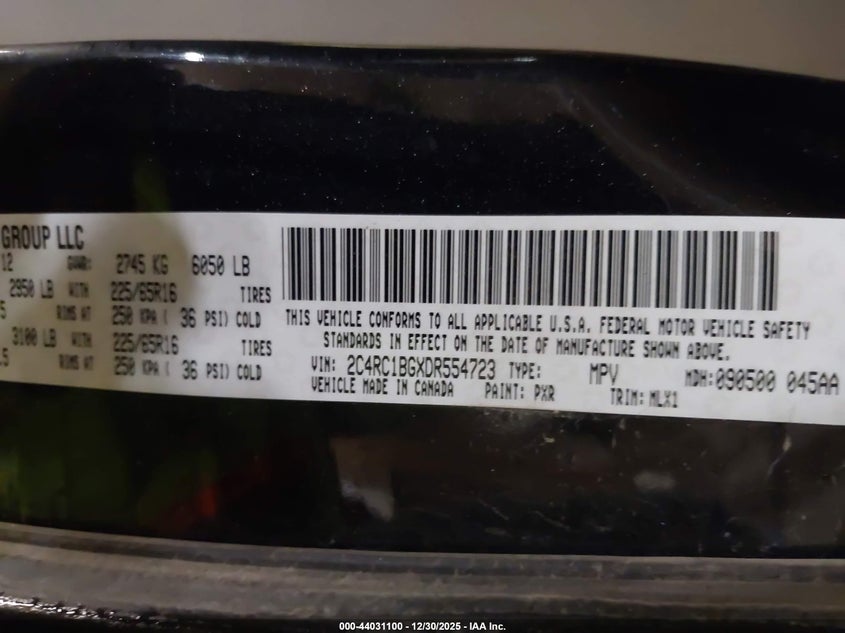 GROUP LLC
12 GVWR: 2745 KG 6050 LB
2950 LB WITH 225/65R16 TIRES
5 RIMS AT 250 KPA ( 36 PSI) COLD
3100 LB WITH 225/65R16 TIRES
.5 RIMS AT 250 KPA ( 36 PSI) COLD
THIS VEHICLE CONFORMS TO ALL APPLICABLE U.S.A. FEDERAL MOTOR VEHICLE SAFETY
STANDARDS IN EFFECT ON THE DATE OF MANUFACTURE SHOWN ABOVE.
VIN: 2C4RC1BGXDR554723 TYPE: MPV MDH:090500 045AA
VEHICLE MADE IN CANADA PAINT: PXR TRIM: MLX1
000-44031100 - 12/30/2025 - IAA Inc.